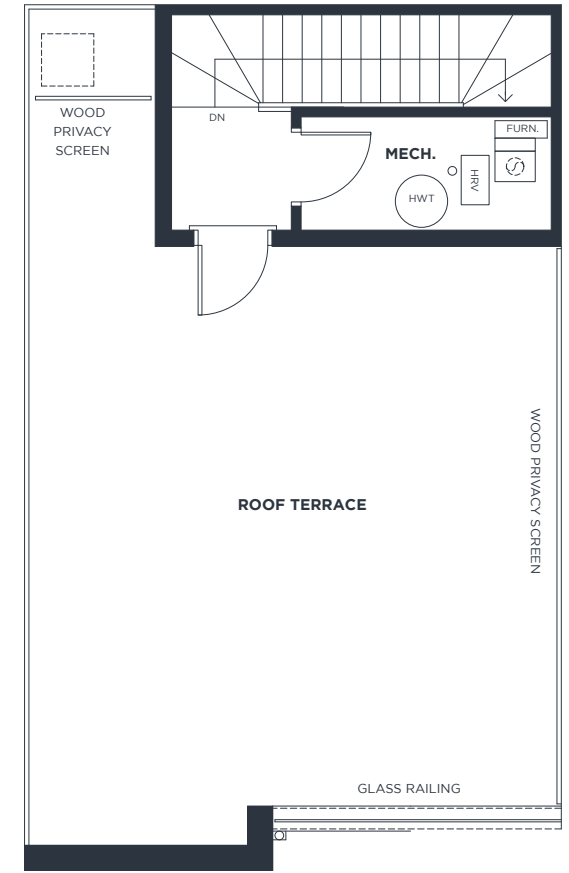 WOOD
PRIVACY
SCREEN
DN
MECH.
FURN.
HRV
HWT
S
WOOD PRIVACY SCREEN
ROOF TERRACE
GLASS RAILING